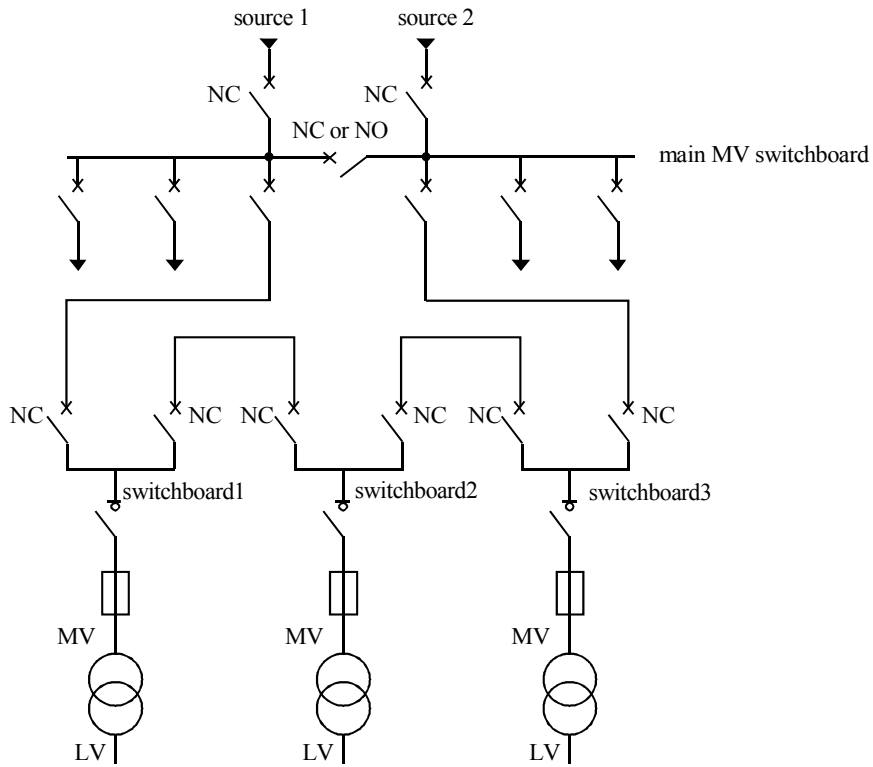 source 1
source 2
NC
NC
NC or NO
main MV switchboard
NC
NC
NC
NC
NC
NC
switchboard1
switchboard2
switchboard3
MV
MV
MV
LV
LV
LV